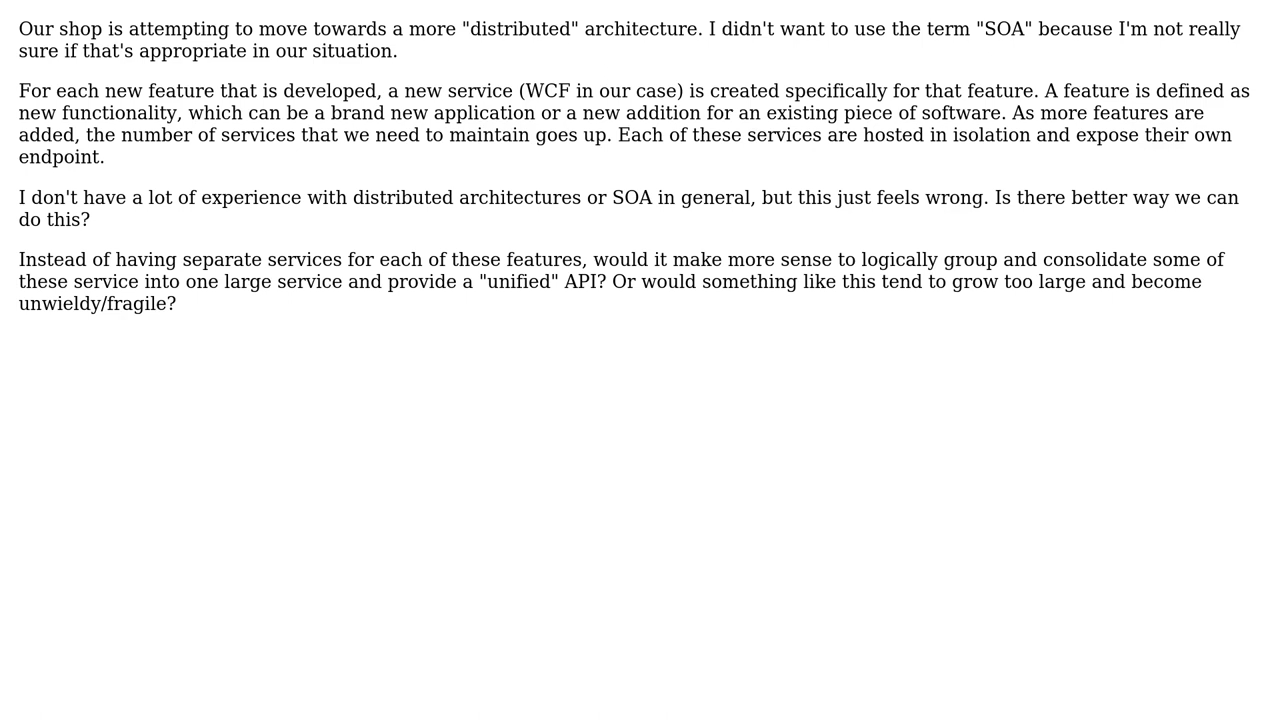 Our shop is attempting to move towards a more "distributed" architecture. I didn't want to use the term "SOA" because I'm not really
sure if that's appropriate in our situation.
For each new feature that is developed, a new service (WCF in our case) is created specifically for that feature. A feature is defined as
new functionality, which can be a brand new application or a new addition for an existing piece of software. As more features are
added, the number of services that we need to maintain goes up. Each of these services are hosted in isolation and expose their own
endpoint.
I don't have a lot of experience with distributed architectures or SOA in general, but this just feels wrong. Is there better way we can
do this?
Instead of having separate services for each of these features, would it make more sense to logically group and consolidate some of
these service into one large service and provide a "unified" API? Or would something like this tend to grow too large and become
unwieldy/fragile?